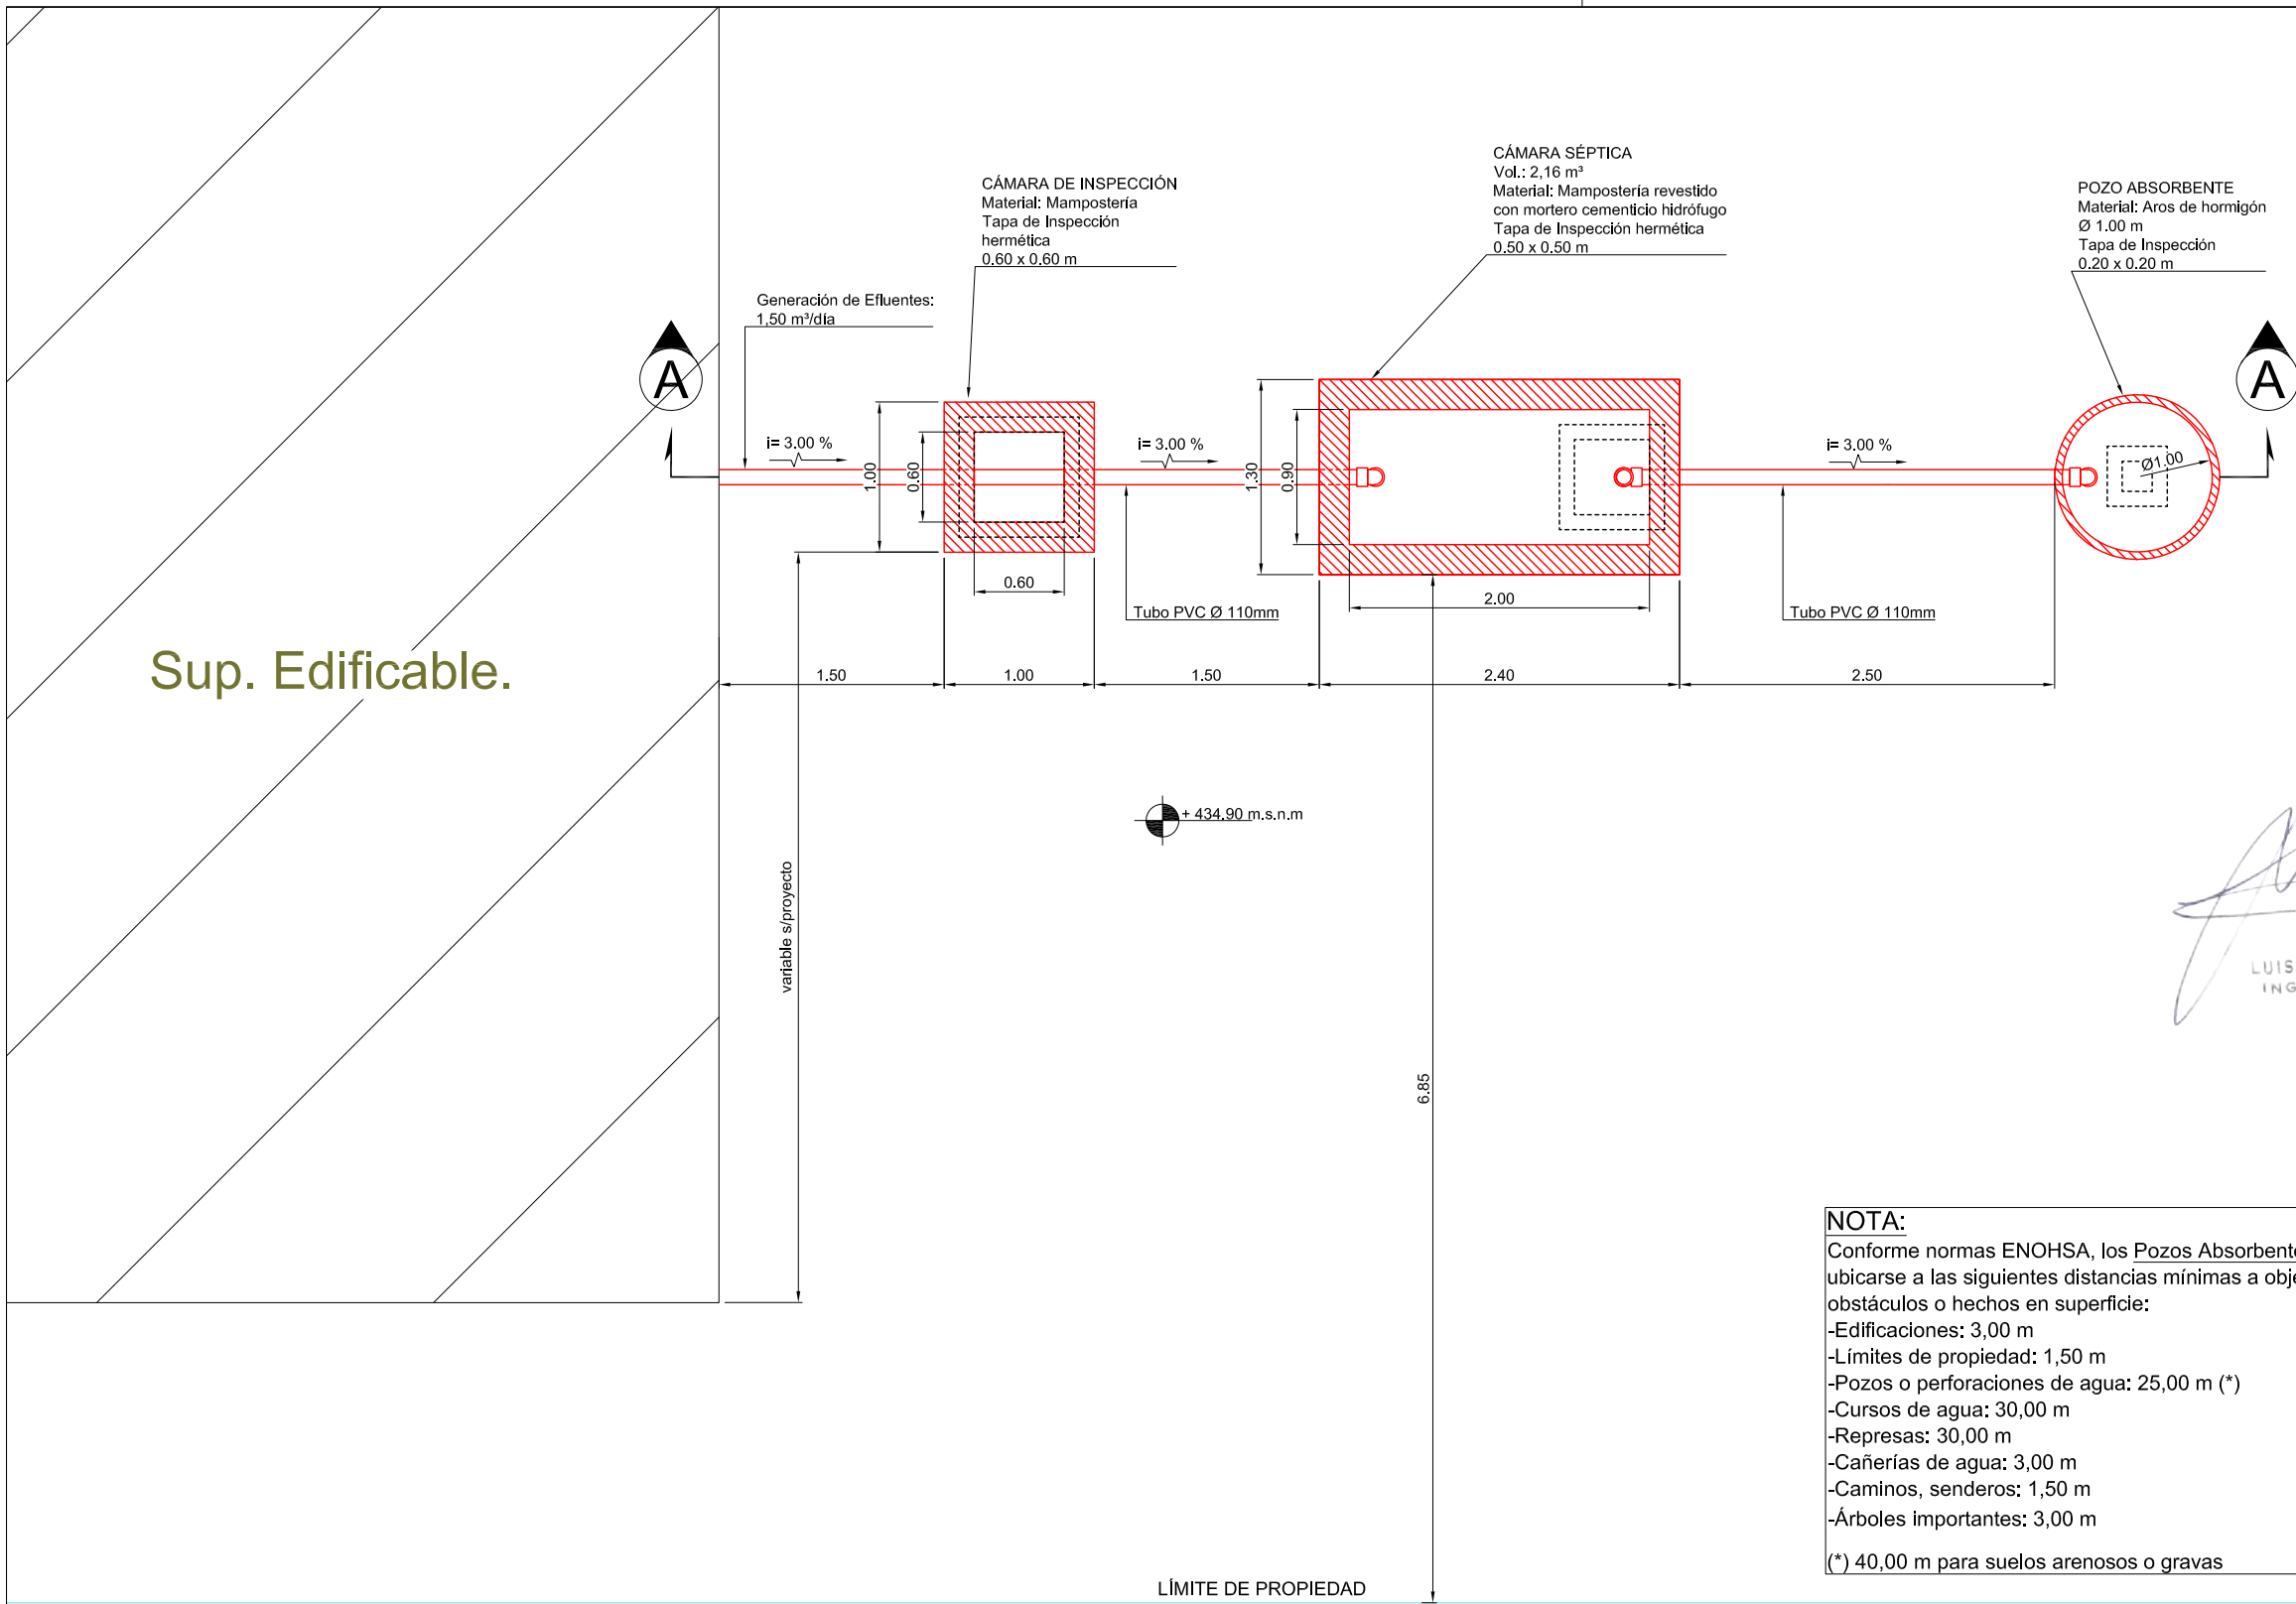 CÁMARA DE INSPECCIÓN
Material: Mampostería
Tapa de Inspección
hermética
0.60 x 0.60 m
CÁMARA SÉPTICA
Vol.: 2,16 m³
Material: Mampostería revestido
con mortero cementicio hidrófugo
Tapa de Inspección hermética
0.50 x 0.50 m
POZO ABSORBENTE
Material: Aros de hormigón
Ø 1.00 m
Tapa de Inspección
0.20 x 0.20 m
Generación de Efluentes:
1,50 m³/día
A
A
i= 3.00 %
i= 3.00 %
i= 3.00 %
1.00
0.60
1.30
0.90
Ø1.00
0.60
2.00
Tubo PVC Ø 110mm
Tubo PVC Ø 110mm
Sup. Edificable.
1.50
1.00
1.50
2.40
2.50
+ 434.90 m.s.n.m
variable s/proyecto
6.85
LUIS
ING
NOTA:
Conforme normas ENOHSA, los Pozos Absorbente
ubicarse a las siguientes distancias mínimas a obje
obstáculos o hechos en superficie:
-Edificaciones: 3,00 m
-Límites de propiedad: 1,50 m
-Pozos o perforaciones de agua: 25,00 m (*)
-Cursos de agua: 30,00 m
-Represas: 30,00 m
-Cañerías de agua: 3,00 m
-Caminos, senderos: 1,50 m
-Árboles importantes: 3,00 m
(*) 40,00 m para suelos arenosos o gravas
LÍMITE DE PROPIEDAD